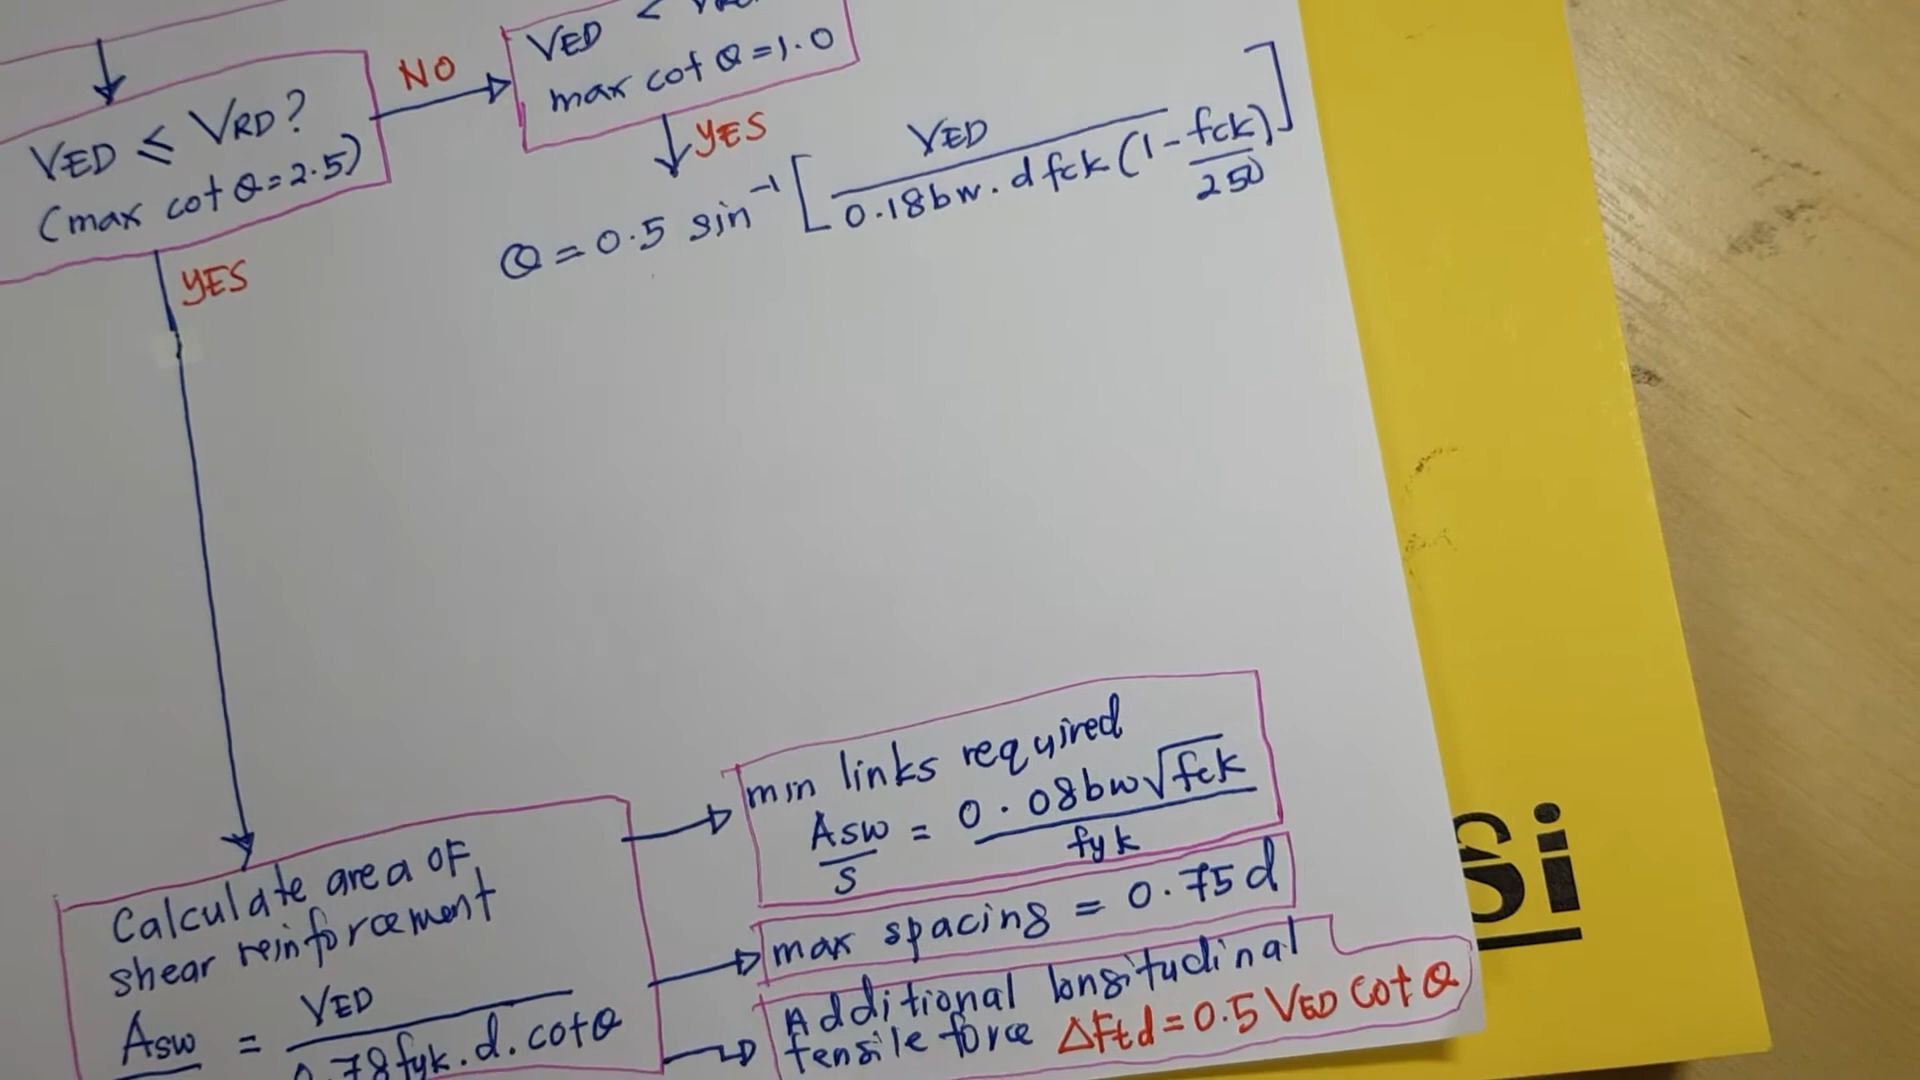 VED <
max cot θ = 1.0
NO
VED ≤ VRD?
(max cot θ = 2.5)
YES
YES
θ = 0.5 sin⁻¹ [ VED / 0.18bw.d fck (1 - fck/250) ]
min links required
Asw/s = 0.08bw√fck / fyk
max spacing = 0.75d
Additional longitudinal
tensile force ΔFtd = 0.5 VED cot θ
Calculate area of
shear reinforcement
Asw = VED / 0.78fyk.d.cotθ
Si